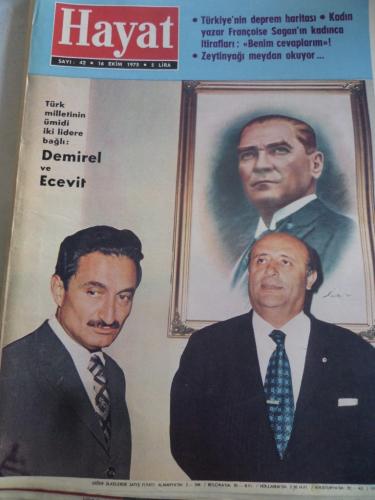 Hayat
SAYI: 42 • 16 EKİM 1975 • 5 LİRA
• Türkiye'nin deprem haritası • Kadın
yazar Françoise Sagan'ın kadınca
itirafları: «Benim cevaplarım»!
• Zeytinyağı meydan okuyor...
Türk
milletinin
ümidi
iki lidere
bağlı:
Demirel
ve
Ecevit